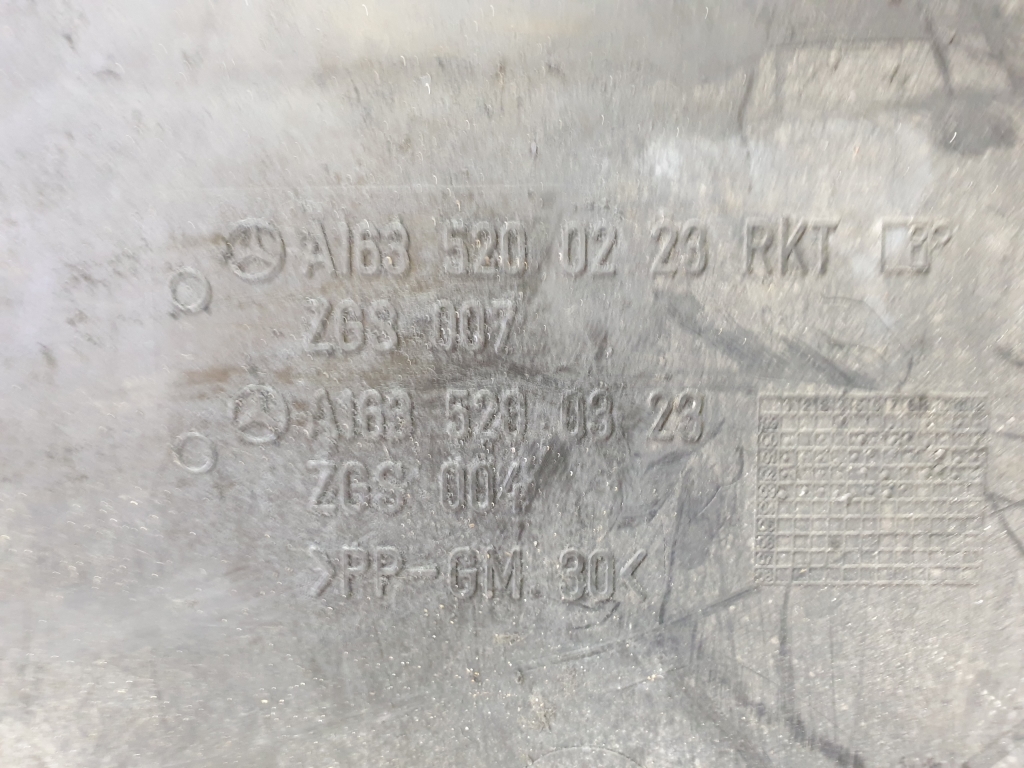 A163 520 02 23 RKT
ZGS 007
A163 520 03 23
ZGS 004
>PP-GM 30<